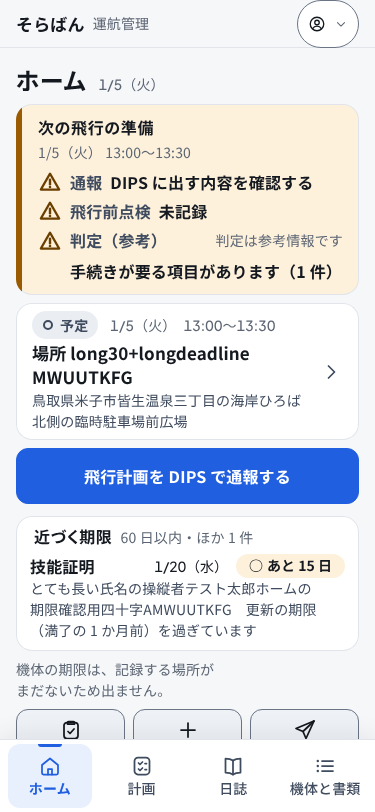 そらばん 運航管理
ホーム 1/5（火）
次の飛行の準備
1/5（火） 13:00〜13:30
通報 DIPS に出す内容を確認する
飛行前点検 未記録
判定（参考） 判定は参考情報です
手続きが要る項目があります（1 件）
予定 1/5（火） 13:00〜13:30
場所 long30+longdeadline
MWUUTKFG
鳥取県米子市皆生温泉三丁目の海岸ひろば
北側の臨時駐車場前広場
飛行計画を DIPS で通報する
近づく期限 60 日以内・ほか 1 件
技能証明 1/20（水） あと 15 日
とても長い氏名の操縦者テスト太郎ホームの
期限確認用四十字AMWUUTKFG 更新の期限
（満了の 1 か月前）を過ぎています
機体の期限は、記録する場所が
まだないため出ません。
ホーム 計画 日誌 機体と書類